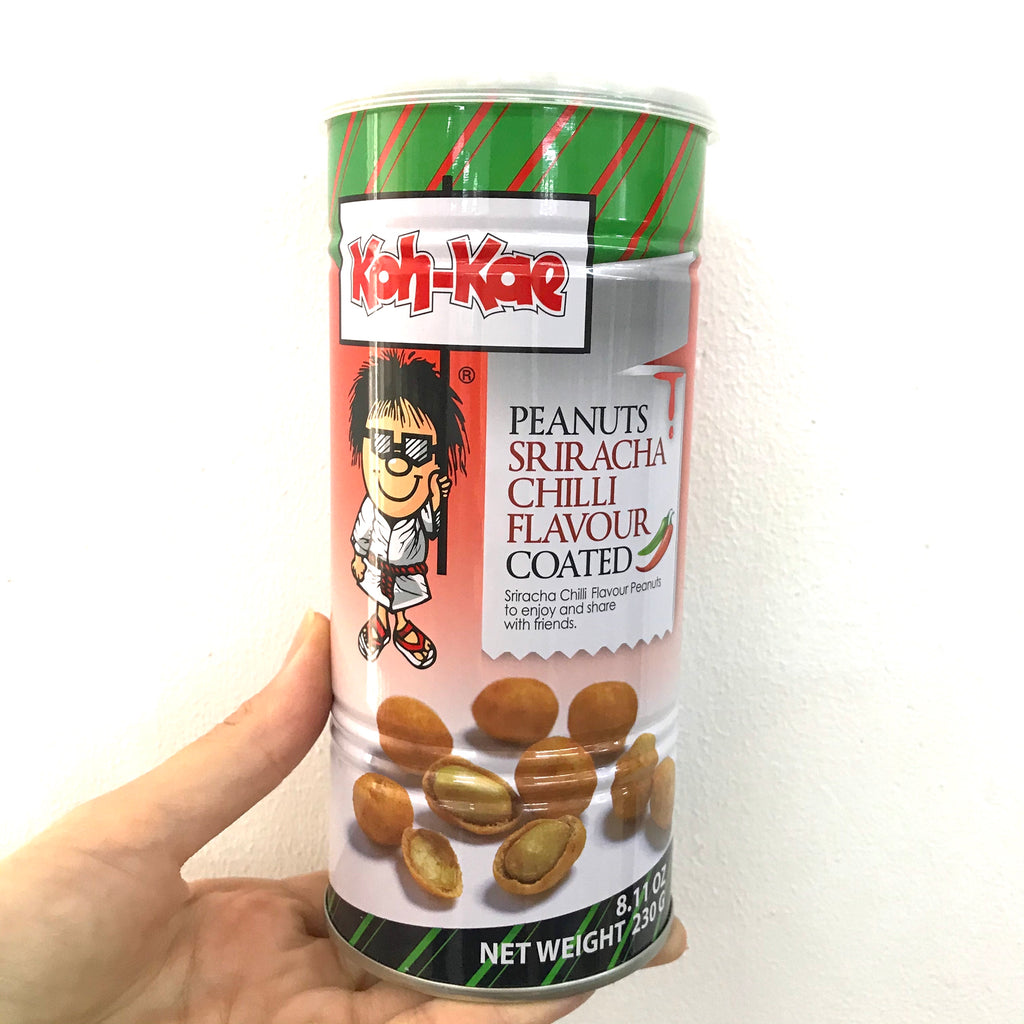 Koh-Kae
®
PEANUTS
SRIRACHA
CHILLI
FLAVOUR
COATED
Sriracha Chilli Flavour Peanuts
to enjoy and share
with friends.
8.11 OZ
NET WEIGHT 230 G